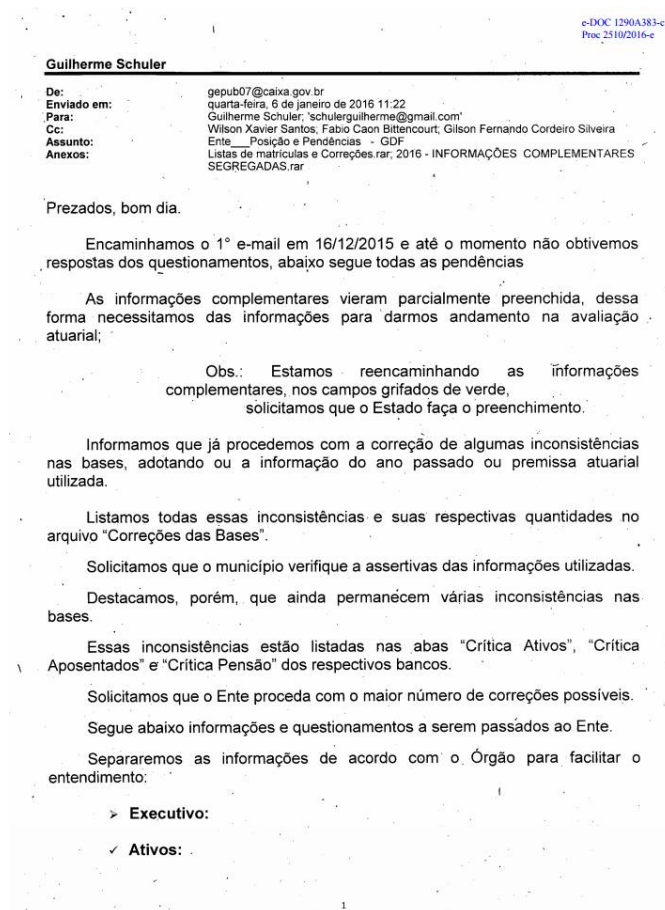 e-DOC 1290A383-e
Proc 2510/2016-e
Guilherme Schuler
De: gepub07@caixa.gov.br
Enviado em: quarta-feira, 6 de janeiro de 2016 11:22
Para: Guilherme Schuler; 'schulerguilherme@gmail.com'
Cc: Wilson Xavier Santos; Fabio Caon Bittencourt; Gilson Fernando Cordeiro Silveira
Assunto: Ente___Posição e Pendências - GDF
Anexos: Listas de matrículas e Correções.rar; 2016 - INFORMAÇÕES COMPLEMENTARES
SEGREGADAS.rar
Prezados, bom dia.
Encaminhamos o 1° e-mail em 16/12/2015 e até o momento não obtivemos
respostas dos questionamentos, abaixo segue todas as pendências
As informações complementares vieram parcialmente preenchida, dessa
forma necessitamos das informações para darmos andamento na avaliação
atuarial;
Obs.: Estamos reencaminhando as informações
complementares, nos campos grifados de verde,
solicitamos que o Estado faça o preenchimento.
Informamos que já procedemos com a correção de algumas inconsistências
nas bases, adotando ou a informação do ano passado ou premissa atuarial
utilizada.
Listamos todas essas inconsistências e suas respectivas quantidades no
arquivo “Correções das Bases”.
Solicitamos que o município verifique a assertivas das informações utilizadas.
Destacamos, porém, que ainda permanecem várias inconsistências nas
bases.
Essas inconsistências estão listadas nas abas “Crítica Ativos”, “Crítica
Aposentados” e “Crítica Pensão” dos respectivos bancos.
Solicitamos que o Ente proceda com o maior número de correções possíveis.
Segue abaixo informações e questionamentos a serem passados ao Ente.
Separaremos as informações de acordo com o Órgão para facilitar o
entendimento:
➢ Executivo:
✓ Ativos:
1